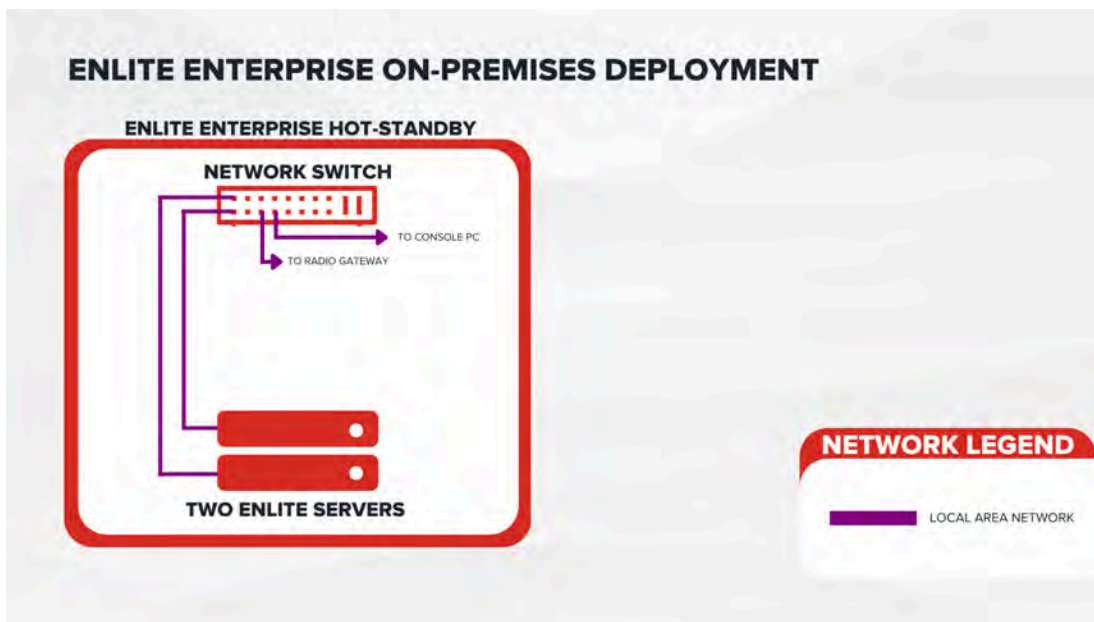 ENLITE ENTERPRISE ON-PREMISES DEPLOYMENT
ENLITE ENTERPRISE HOT-STANDBY
NETWORK SWITCH
TO CONSOLE PC
TO RADIO GATEWAY
TWO ENLITE SERVERS
NETWORK LEGEND
LOCAL AREA NETWORK